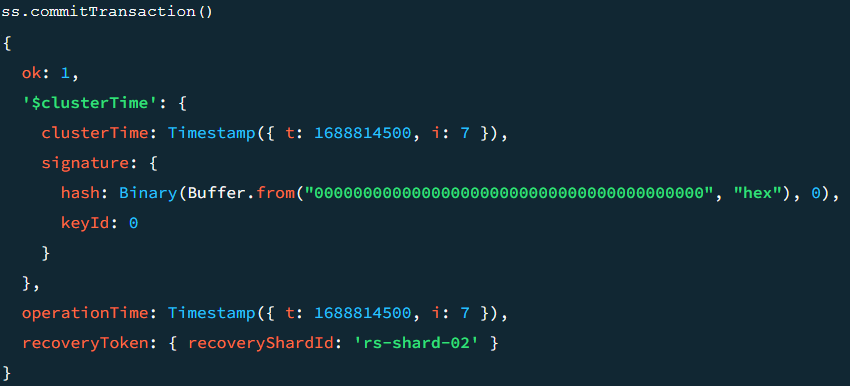 ss.commitTransaction()
{
  ok: 1,
  '$clusterTime': {
    clusterTime: Timestamp({ t: 1688814500, i: 7 }),
    signature: {
      hash: Binary(Buffer.from("0000000000000000000000000000000000000000", "hex"), 0),
      keyId: 0
    }
  },
  operationTime: Timestamp({ t: 1688814500, i: 7 }),
  recoveryToken: { recoveryShardId: 'rs-shard-02' }
}